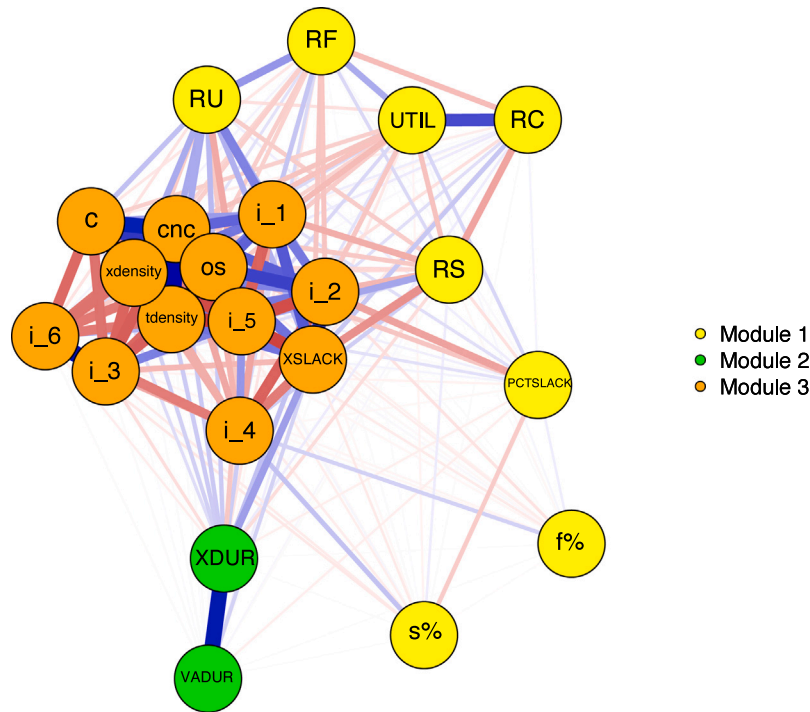 RF
RU
UTIL
RC
c
cnc
i_1
xdensity
os
RS
i_2
tdensity
i_5
i_6
i_3
XSLACK
PCTSLACK
i_4
f%
XDUR
s%
VADUR
Module 1
Module 2
Module 3